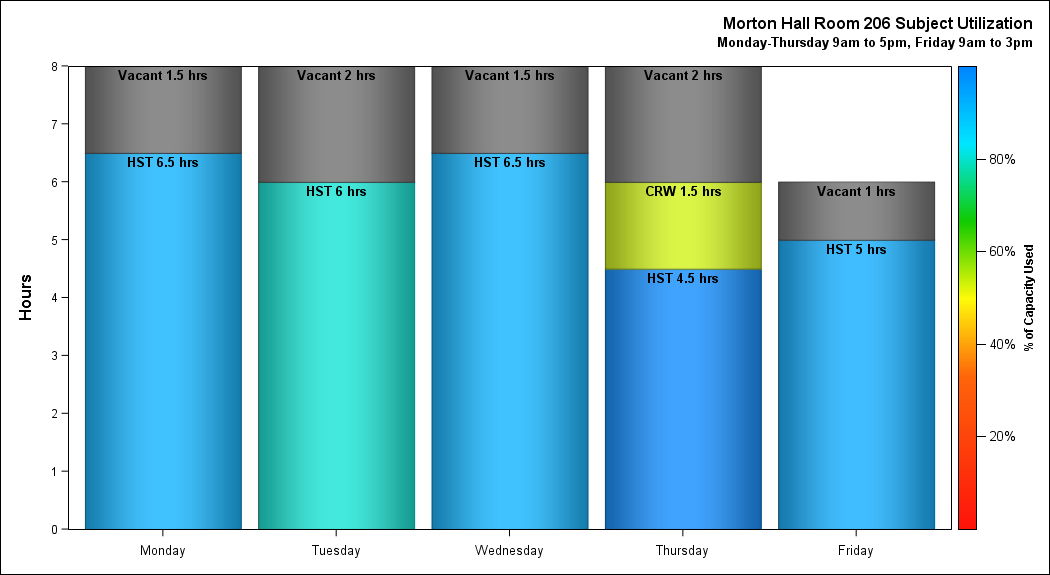 Morton Hall Room 206 Subject Utilization
Monday-Thursday 9am to 5pm, Friday 9am to 3pm
Hours
8
7
6
5
4
3
2
1
0
Vacant 1.5 hrs
HST 6.5 hrs
Vacant 2 hrs
HST 6 hrs
Vacant 1.5 hrs
HST 6.5 hrs
Vacant 2 hrs
CRW 1.5 hrs
HST 4.5 hrs
Vacant 1 hrs
HST 5 hrs
Monday
Tuesday
Wednesday
Thursday
Friday
80%
60%
40%
20%
% of Capacity Used